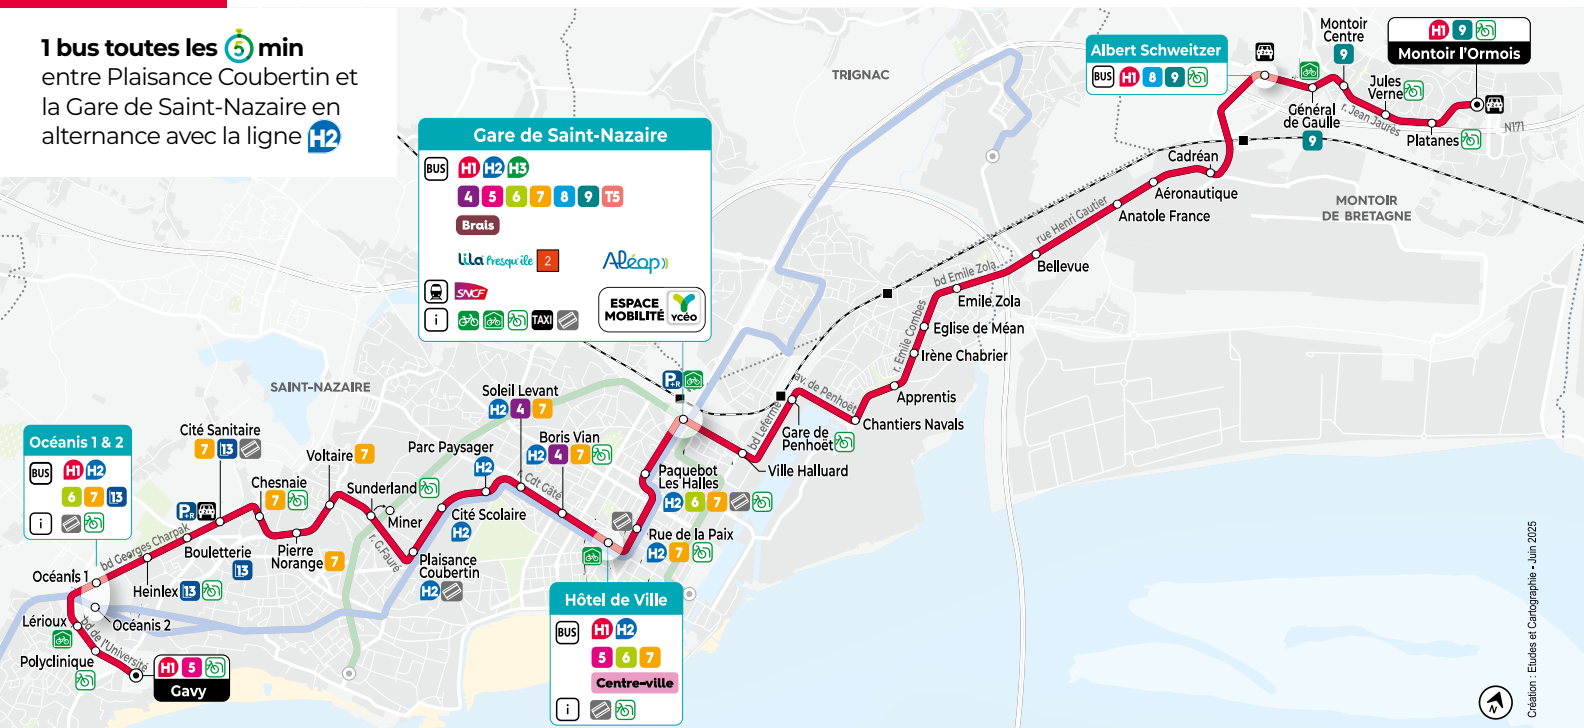 1 bus toutes les 5 min
entre Plaisance Coubertin et
la Gare de Saint-Nazaire en
alternance avec la ligne H2
TRIGNAC
Albert Schweitzer
BUS H1 8 9
Montoir
Centre
9
H1 9
Montoir l'Ormois
Jules
Verne
Général
de Gaulle
9
r. Jean Jaurès
Platanes
N171
Gare de Saint-Nazaire
BUS H1 H2 H3
4 5 6 7 8 9 T5
Brais
Lila Presqu'île 2
Aléop
SNCF
i TAXI
ESPACE
MOBILITÉ YCÉO
Cadréan
Aéronautique
Anatole France
MONTOIR
DE BRETAGNE
rue Henri Gautier
Bellevue
bd Emile Zola
Emile Zola
r. Emile Combes
Eglise de Méan
Irène Chabrier
Apprentis
av. de Penhoët
Chantiers Navals
Gare de
Penhoët
bd Leferme
Ville Halluard
P+R
SAINT-NAZAIRE
Soleil Levant
H2 4 7
Boris Vian
H2 4 7
Parc Paysager
H2
r. Cdt Gâté
Paquebot
Les Halles
H2 6 7
Rue de la Paix
H2 7
Cité Scolaire
H2
Plaisance
Coubertin
H2
Océanis 1 & 2
BUS H1 H2
6 7 13
i
Cité Sanitaire
7 13
Chesnaie
7
Voltaire 7
Sunderland
Miner
r. G.Fauré
P+R
Pierre
Norange 7
Bouletterie
13
bd Georges Charpak
Heinlex 13
Océanis 1
Océanis 2
Lérioux
bd de l'Université
Polyclinique
H1 5
Gavy
Hôtel de Ville
BUS H1 H2
5 6 7
Centre-ville
i
N
Création : Etudes et Cartographie - Juin 2025